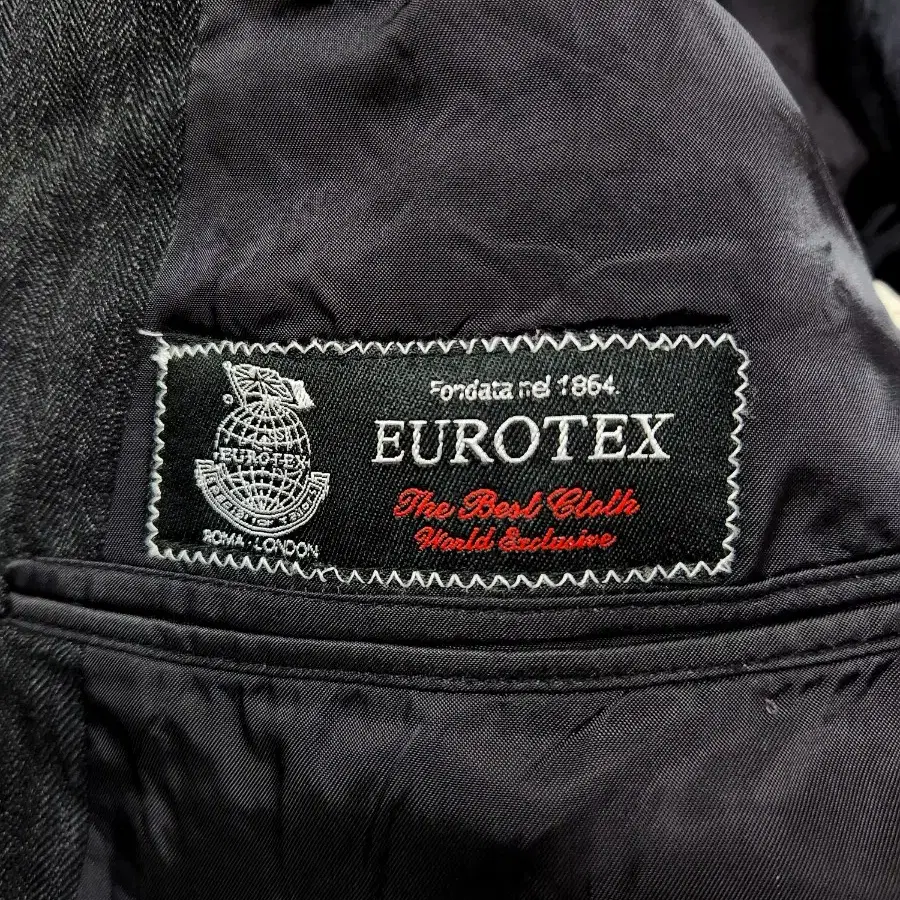 Fondata nel 1864.
EUROTEX
The Best Cloth
World Exclusive
EUROTEX
ROMA - LONDON